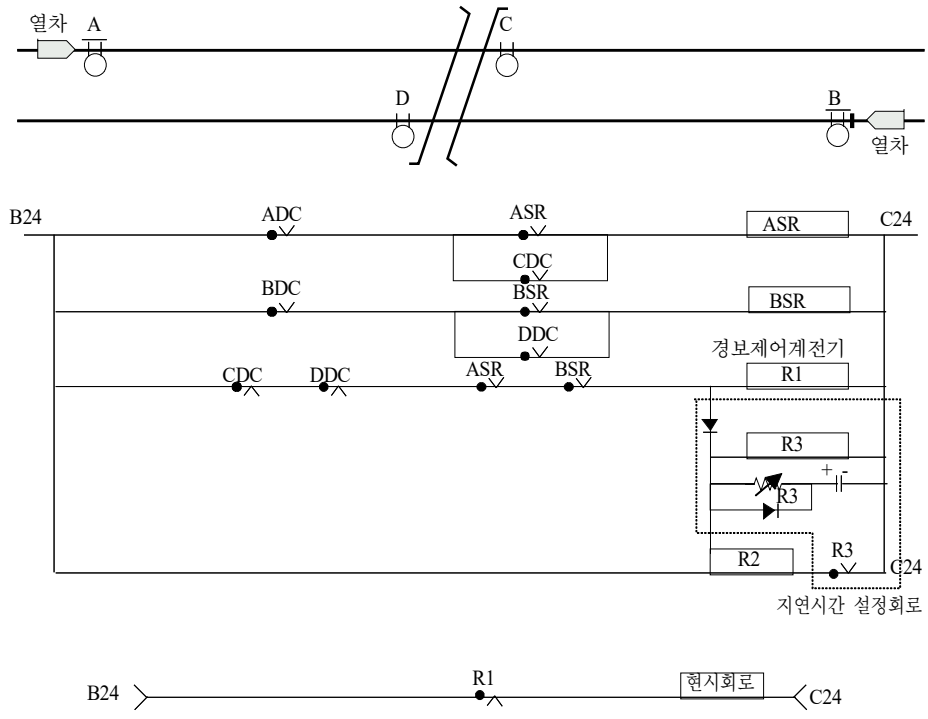 열차 A C
D B
열차
B24 ADC ASR ASR C24
CDC
BDC BSR BSR
DDC
경보제어계전기
CDC DDC ASR BSR R1
R3
+ -
R3
R2 R3 C24
지연시간 설정회로
B24 R1 현시회로 C24